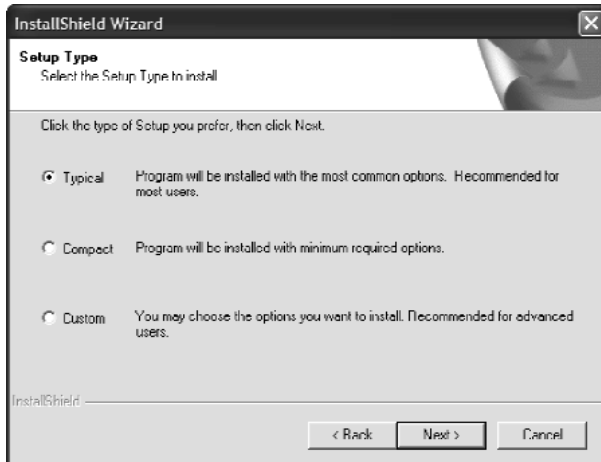 InstallShield Wizard
Setup Type
Select the Setup Type to install.
Click the type of Setup you prefer, then click Next.
Typical
Program will be installed with the most common options. Recommended for
most users.
Compact
Program will be installed with minimum required options.
Custom
You may choose the options you want to install. Recommended for advanced
users.
InstallShield
< Back
Next >
Cancel